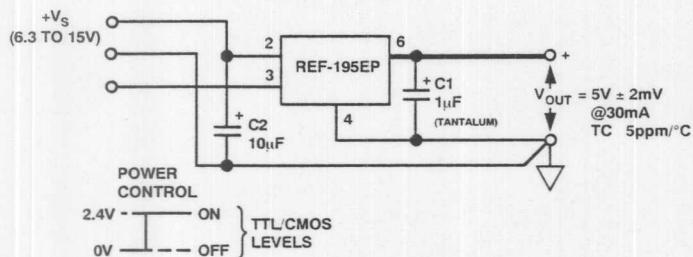 +VS
(6.3 TO 15V)
2
3
REF-195EP
6
4
+
C1
1µF
(TANTALUM)
+
C2
10µF
+
VOUT = 5V ± 2mV
@30mA
TC 5ppm/°C
POWER
CONTROL
2.4V ON
0V OFF
TTL/CMOS
LEVELS